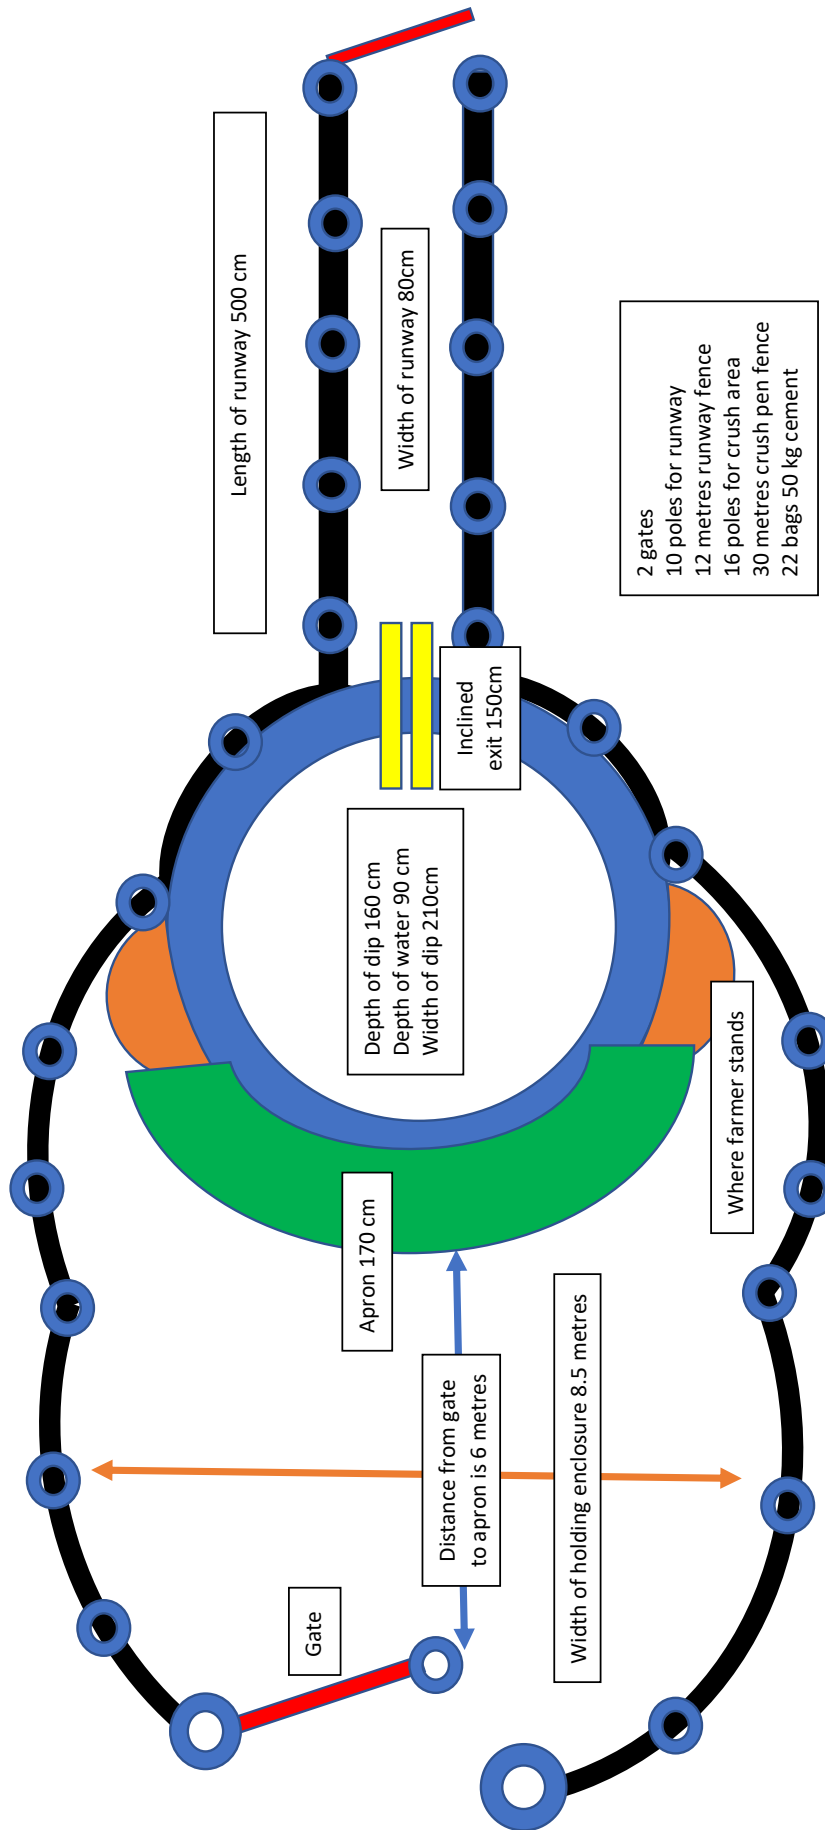 Gate
Distance from gate
to apron is 6 metres
Width of holding enclosure 8.5 metres
Apron 170 cm
Where farmer stands
Depth of dip 160 cm
Depth of water 90 cm
Width of dip 210cm
Inclined
exit 150cm
Length of runway 500 cm
Width of runway 80cm
2 gates
10 poles for runway
12 metres runway fence
16 poles for crush area
30 metres crush pen fence
22 bags 50 kg cement